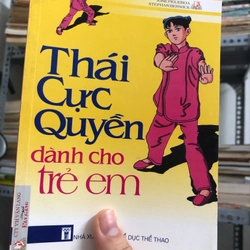 Thái
Cực
Quyền
dành cho
trẻ em
NHÀ XU
DỤC THỂ THAO